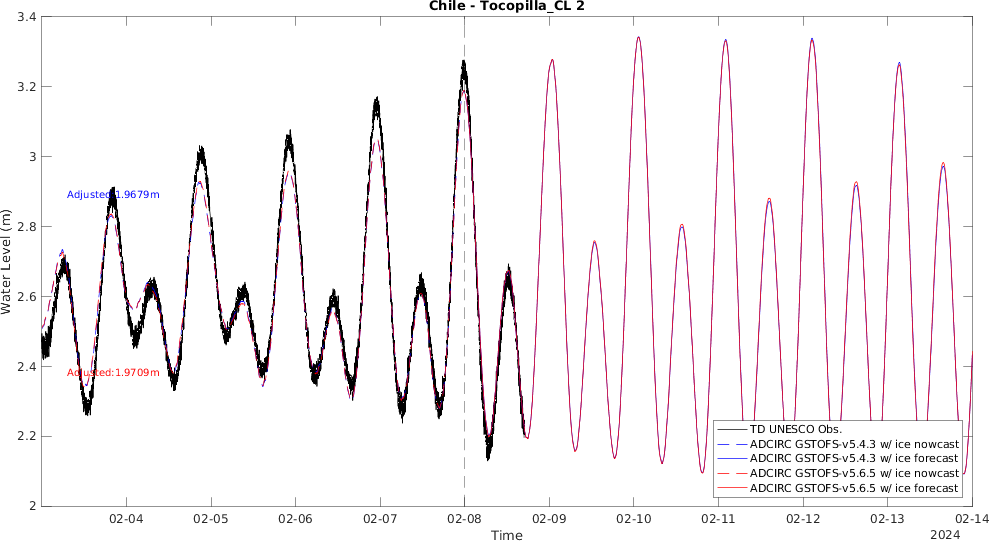 Chile - Tocopilla_CL 2
3.4
3.2
3
2.8
2.6
2.4
2.2
2
Water Level (m)
Adjusted:1.9679m
Adjusted:1.9709m
TD UNESCO Obs.
ADCIRC GSTOFS-v5.4.3 w/ ice nowcast
ADCIRC GSTOFS-v5.4.3 w/ ice forecast
ADCIRC GSTOFS-v5.6.5 w/ ice nowcast
ADCIRC GSTOFS-v5.6.5 w/ ice forecast
02-04 02-05 02-06 02-07 02-08 02-09 02-10 02-11 02-12 02-13 02-14
Time
2024